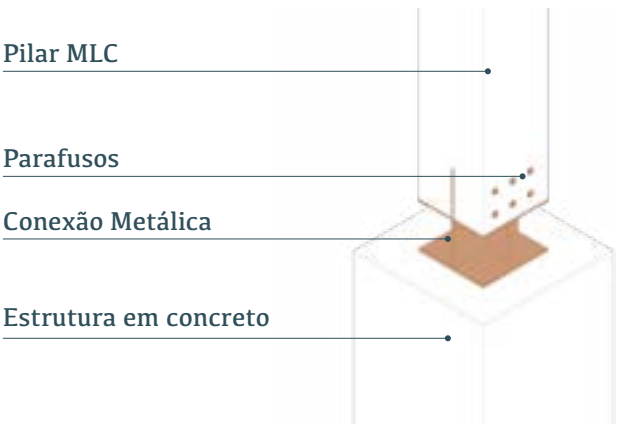 Pilar MLC
Parafusos
Conexão Metálica
Estrutura em concreto